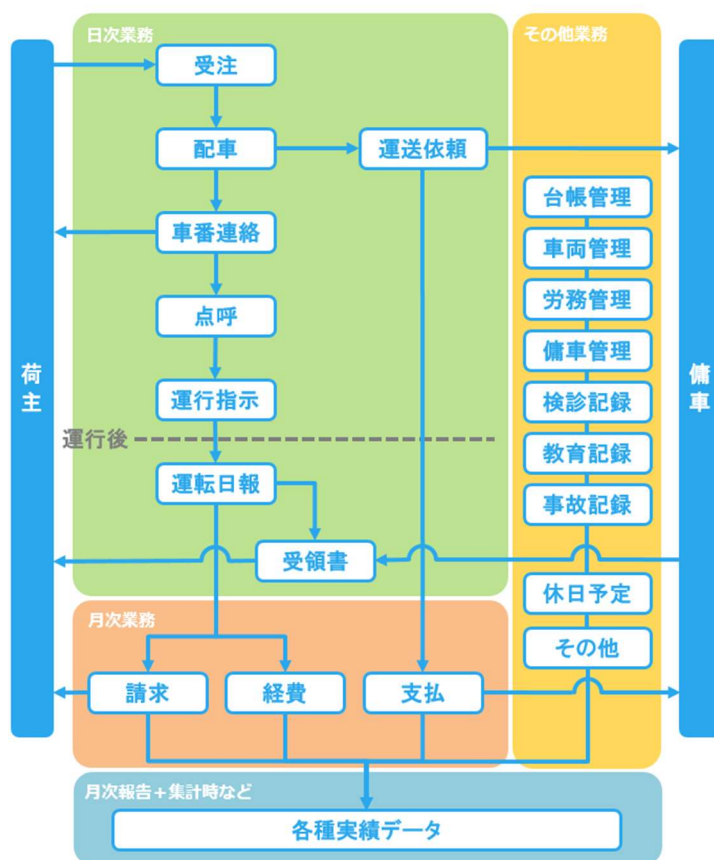 日次業務
その他業務
受注
配車
運送依頼
台帳管理
車番連絡
車両管理
点呼
労務管理
荷主
傭車
傭車管理
運行指示
検診記録
運行後
教育記録
運転日報
事故記録
受領書
休日予定
月次業務
その他
請求
経費
支払
月次報告+集計時など
各種実績データ